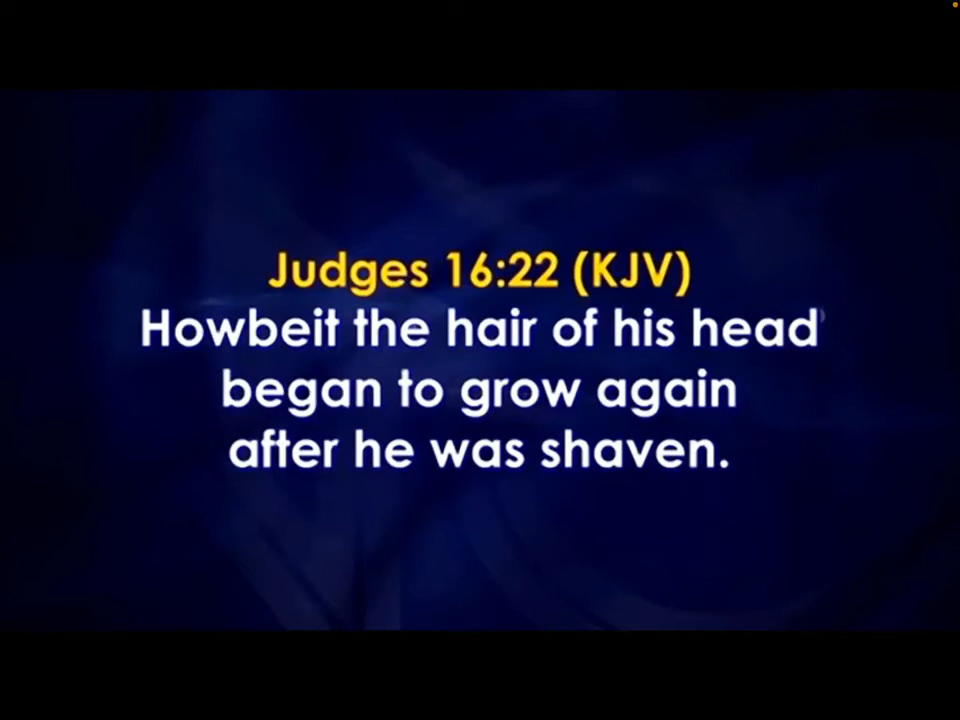 Judges 16:22 (KJV)
Howbeit the hair of his head
began to grow again
after he was shaven.